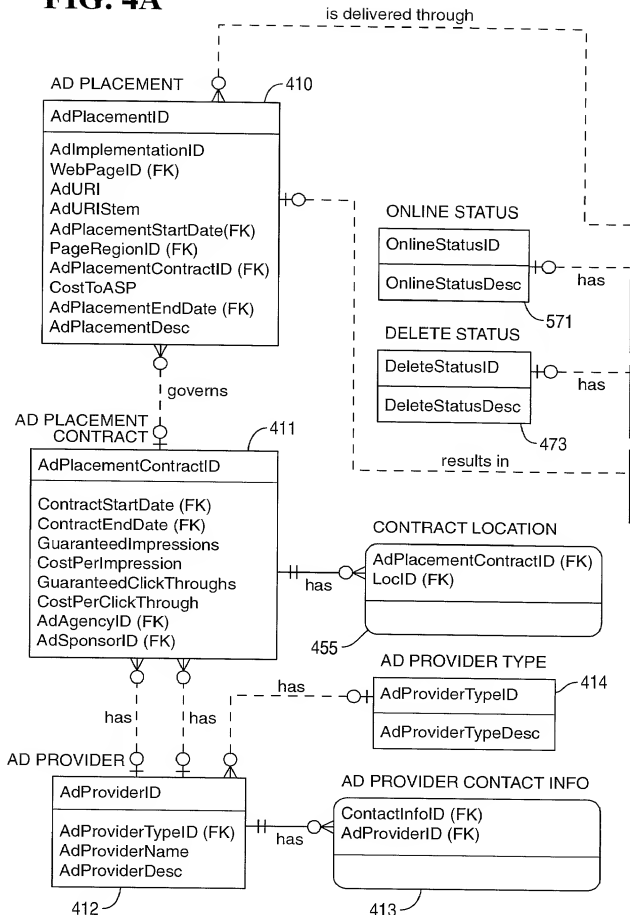 FIG. 4A
is delivered through
AD PLACEMENT
410
AdPlacementID
AdImplementationID
WebPageID (FK)
AdURI
AdURIStem
AdPlacementStartDate(FK)
PageRegionID (FK)
AdPlacementContractID (FK)
CostToASP
AdPlacementEndDate (FK)
AdPlacementDesc
ONLINE STATUS
OnlineStatusID
OnlineStatusDesc
has
571
DELETE STATUS
DeleteStatusID
DeleteStatusDesc
has
473
governs
results in
AD PLACEMENT
CONTRACT
411
AdPlacementContractID
ContractStartDate (FK)
ContractEndDate (FK)
GuaranteedImpressions
CostPerImpression
GuaranteedClickThroughs
CostPerClickThrough
AdAgencyID (FK)
AdSponsorID (FK)
has
CONTRACT LOCATION
AdPlacementContractID (FK)
LocID (FK)
455
AD PROVIDER TYPE
414
AdProviderTypeID
AdProviderTypeDesc
has
has
has
AD PROVIDER
AdProviderID
AdProviderTypeID (FK)
AdProviderName
AdProviderDesc
412
has
AD PROVIDER CONTACT INFO
ContactInfoID (FK)
AdProviderID (FK)
413